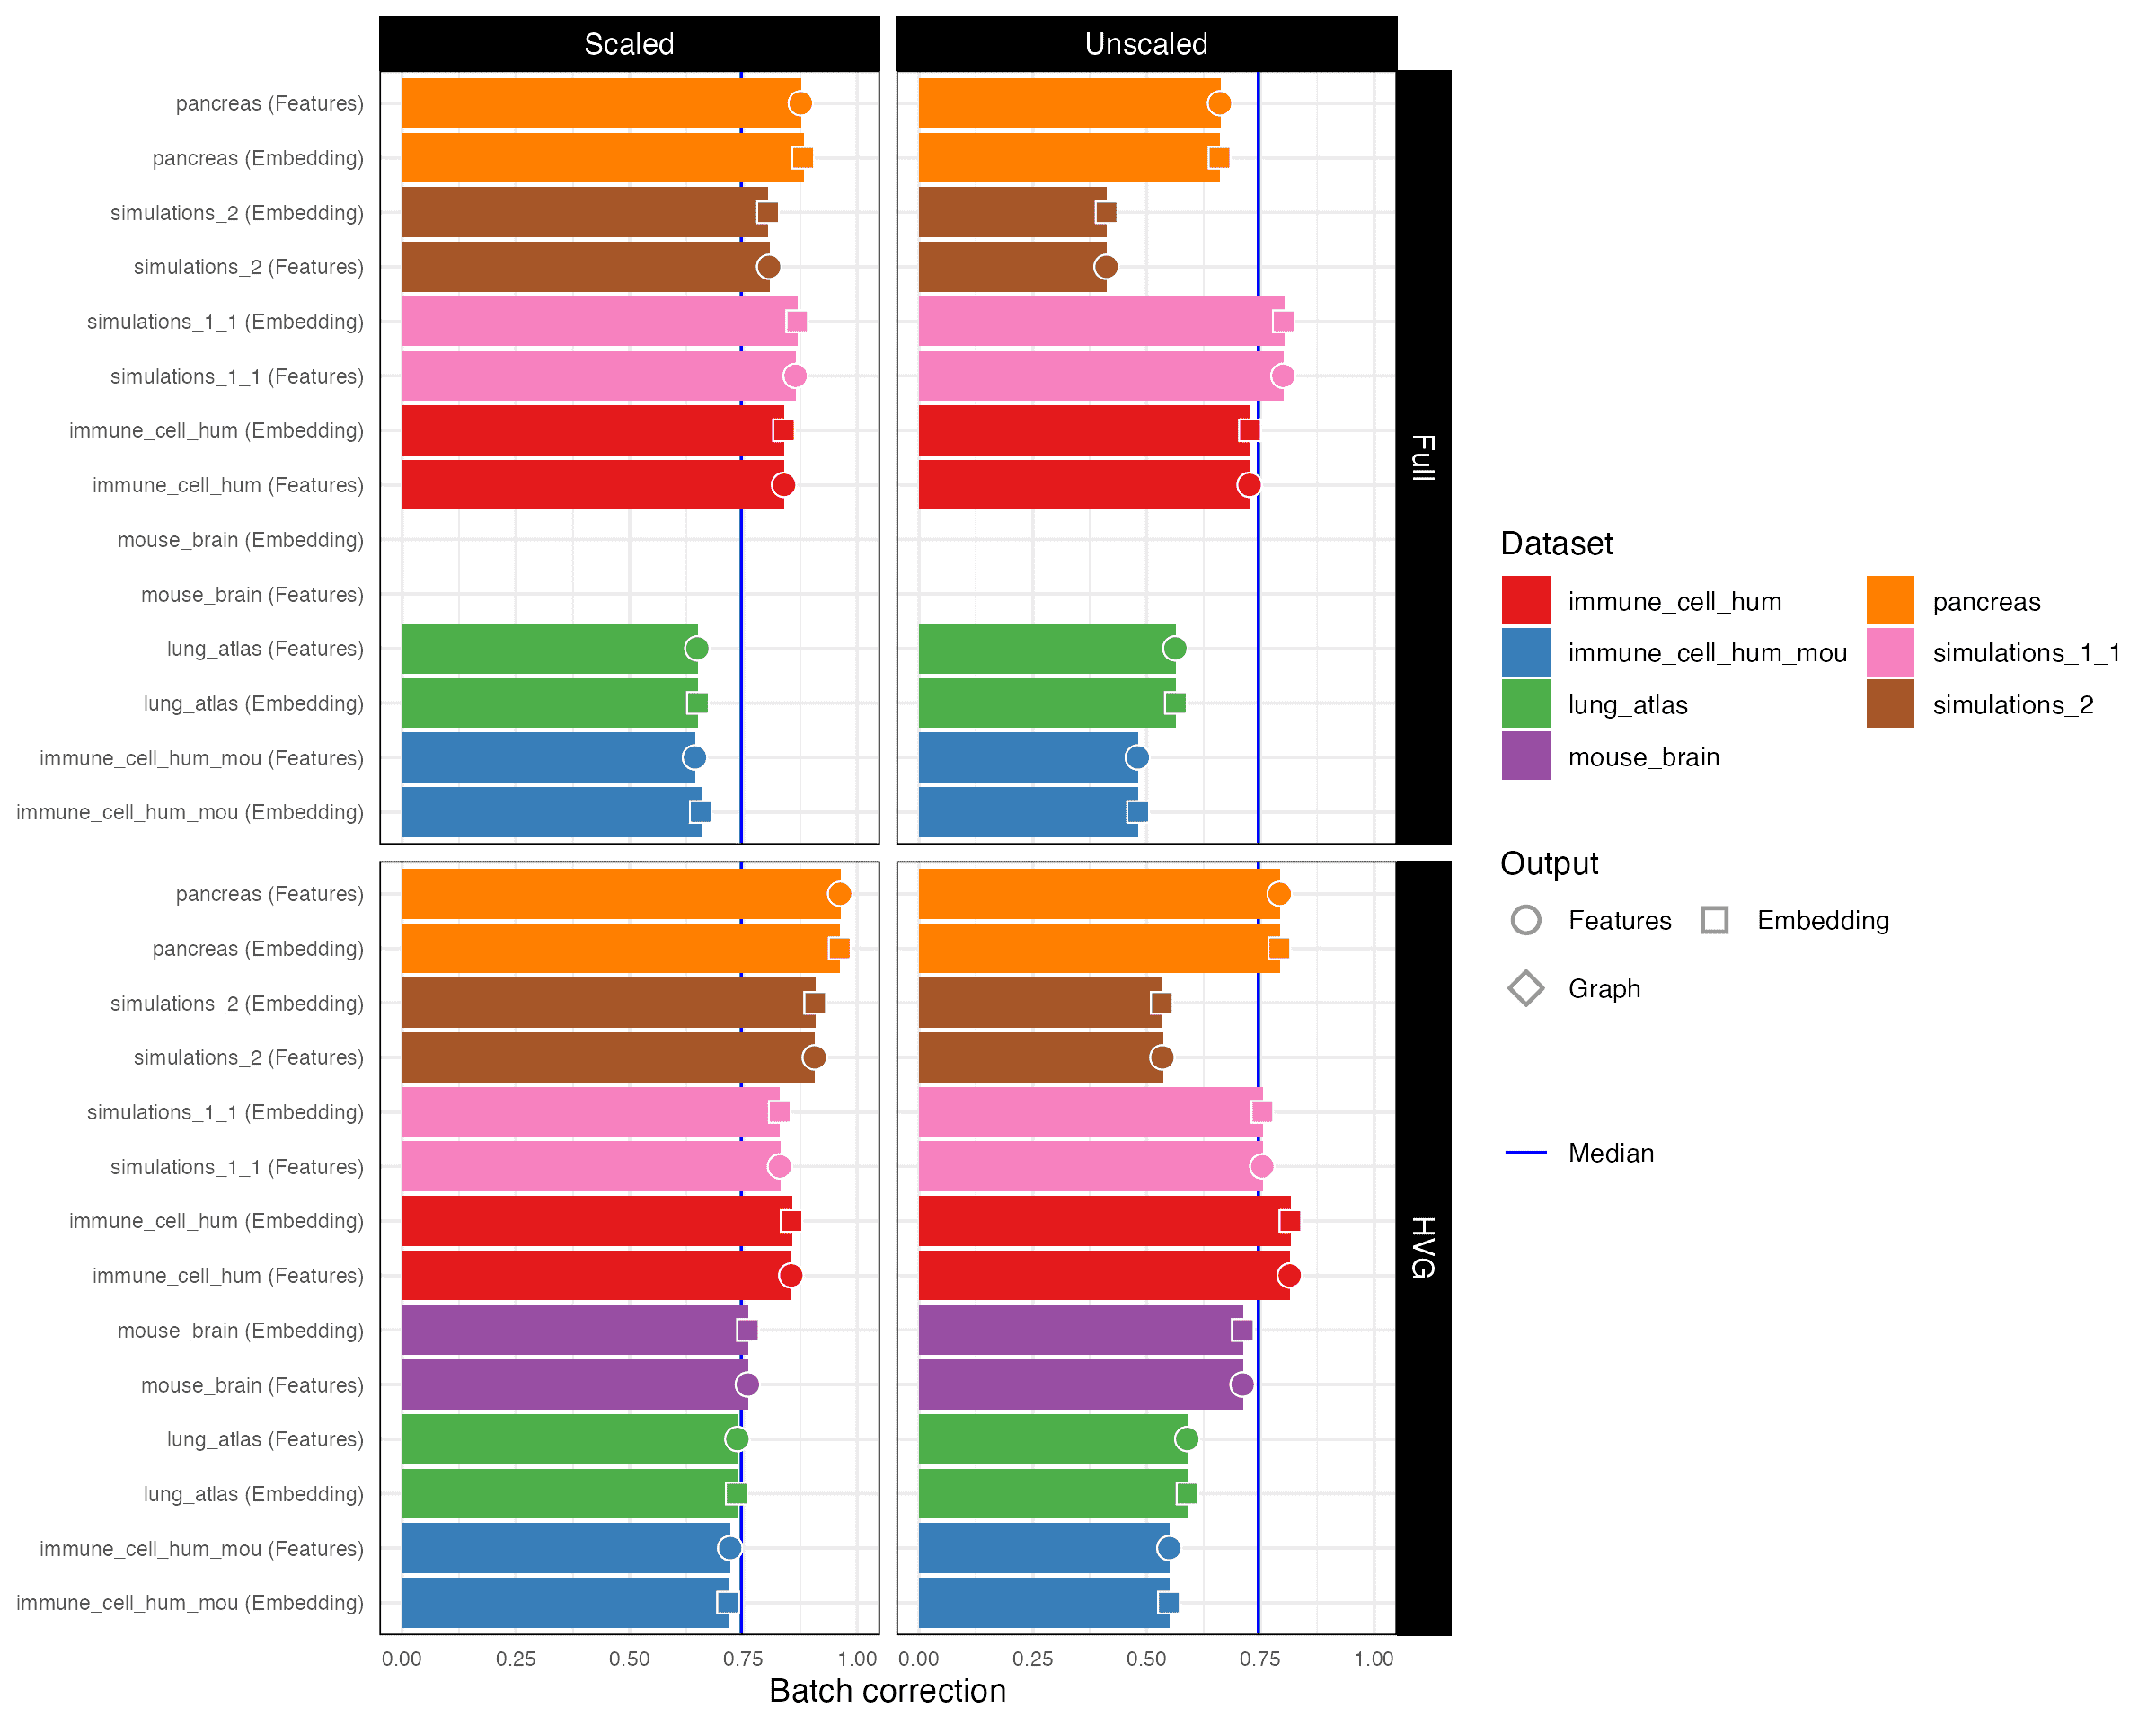 Scaled
Unscaled
pancreas (Features)
pancreas (Embedding)
simulations_2 (Embedding)
simulations_2 (Features)
simulations_1_1 (Embedding)
simulations_1_1 (Features)
immune_cell_hum (Embedding)
immune_cell_hum (Features)
mouse_brain (Embedding)
mouse_brain (Features)
lung_atlas (Features)
lung_atlas (Embedding)
immune_cell_hum_mou (Features)
immune_cell_hum_mou (Embedding)
Full
pancreas (Features)
pancreas (Embedding)
simulations_2 (Embedding)
simulations_2 (Features)
simulations_1_1 (Embedding)
simulations_1_1 (Features)
immune_cell_hum (Embedding)
immune_cell_hum (Features)
mouse_brain (Embedding)
mouse_brain (Features)
lung_atlas (Features)
lung_atlas (Embedding)
immune_cell_hum_mou (Features)
immune_cell_hum_mou (Embedding)
HVG
0.00 0.25 0.50 0.75 1.00
0.00 0.25 0.50 0.75 1.00
Batch correction
Dataset
immune_cell_hum
immune_cell_hum_mou
lung_atlas
mouse_brain
pancreas
simulations_1_1
simulations_2
Output
Features
Embedding
Graph
Median